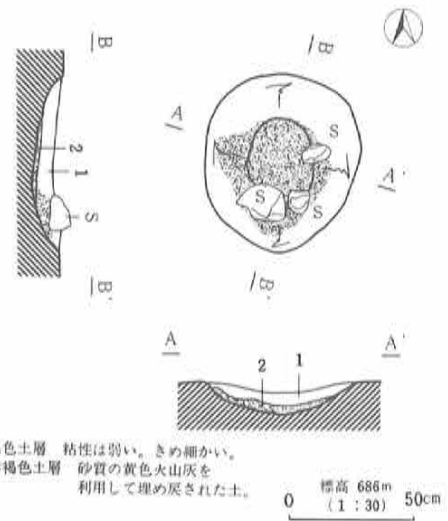 B
B
A
S
A'
S
S
B'
2
1
S
B'
A
A'
2
1
色土層 粘性は弱い。きめ細かい。
褐色土層 砂質の黄色火山灰を
利用して埋め戻された土。
標高 686m
0 (1:30) 50cm